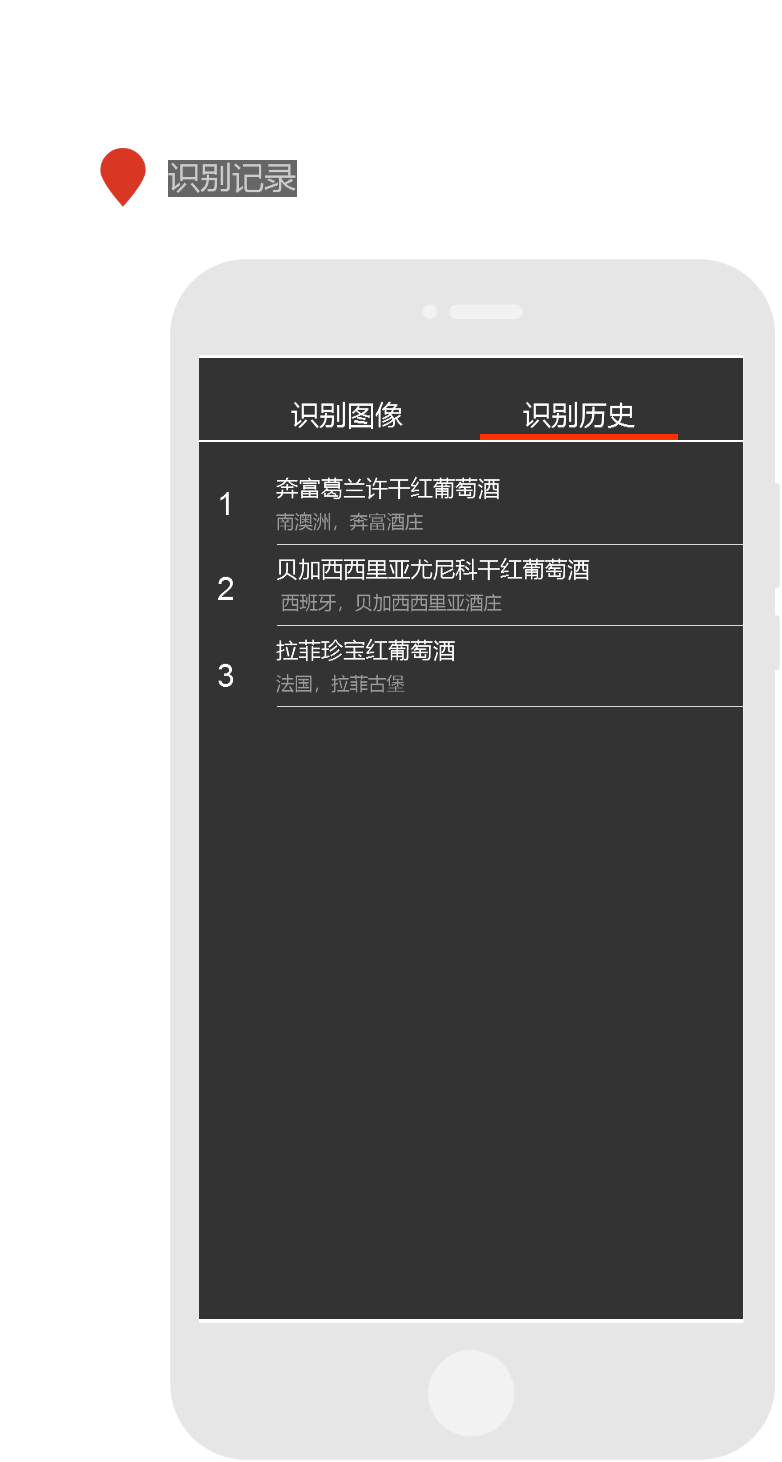 识别记录
识别图像 识别历史
1 奔富葛兰许干红葡萄酒
南澳洲，奔富酒庄
2 贝加西西里亚尤尼科干红葡萄酒
西班牙，贝加西西里亚酒庄
3 拉菲珍宝红葡萄酒
法国，拉菲古堡